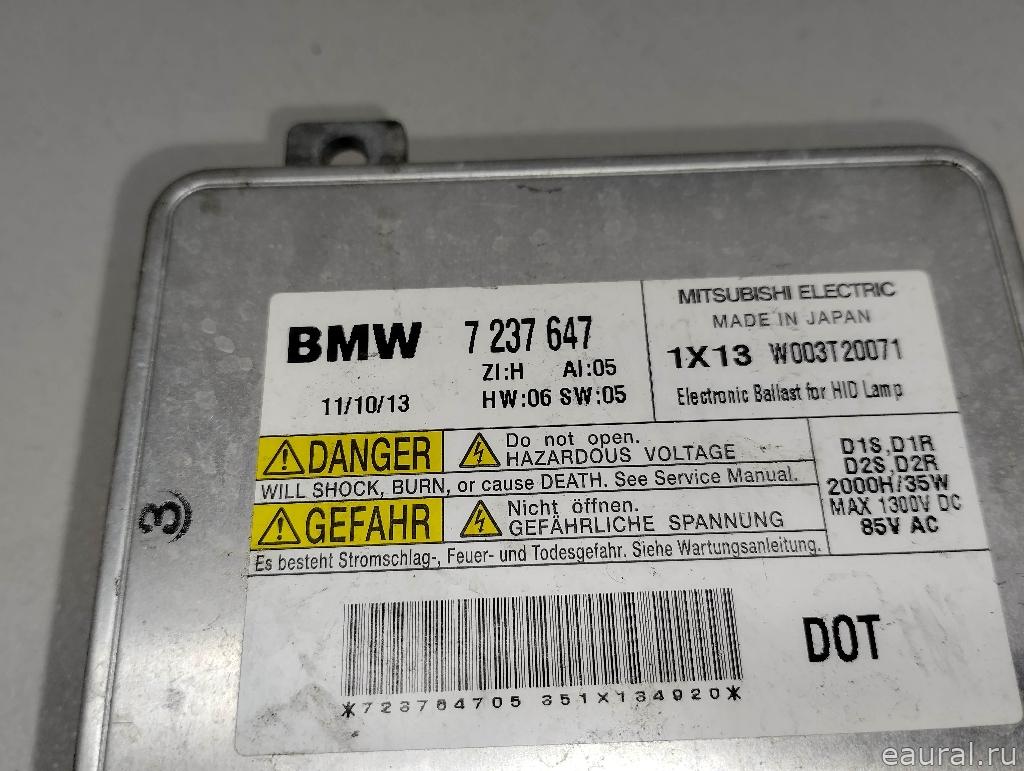 BMW 7 237 647
ZI:H AI:05
11/10/13 HW:06 SW:05
MITSUBISHI ELECTRIC
MADE IN JAPAN
1X13 W003T20071
Electronic Ballast for HID Lamp
DANGER
Do not open.
HAZARDOUS VOLTAGE
WILL SHOCK, BURN, or cause DEATH. See Service Manual.
GEFAHR
Nicht öffnen.
GEFÄHRLICHE SPANNUNG
Es besteht Stromschlag-, Feuer- und Todesgefahr. Siehe Wartungsanleitung.
D1S,D1R
D2S,D2R
2000H/35W
MAX 1300V DC
85V AC
3
*723764705 351X134920*
DOT
eaural.ru